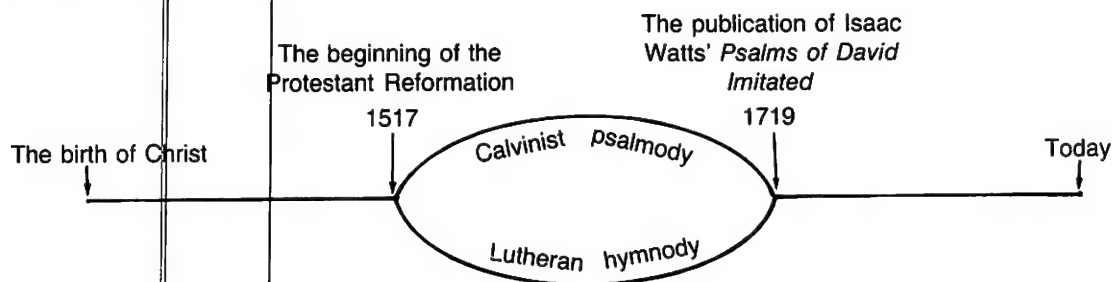 The publication of Isaac
Watts' Psalms of David
Imitated
1719
The beginning of the
Protestant Reformation
1517
The birth of Christ
Calvinist psalmody
Lutheran hymnody
Today